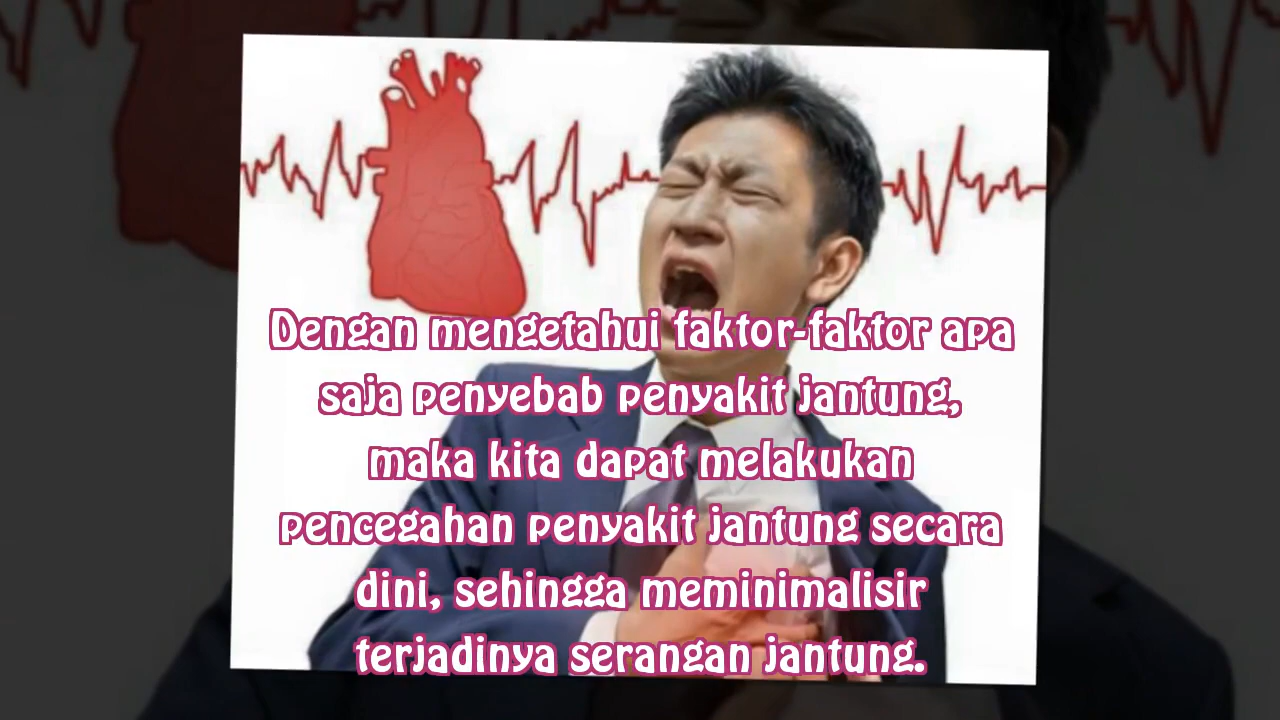 Dengan mengetahui faktor-faktor apa
saja penyebab penyakit jantung,
maka kita dapat melakukan
pencegahan penyakit jantung secara
dini, sehingga meminimalisir
terjadinya serangan jantung.